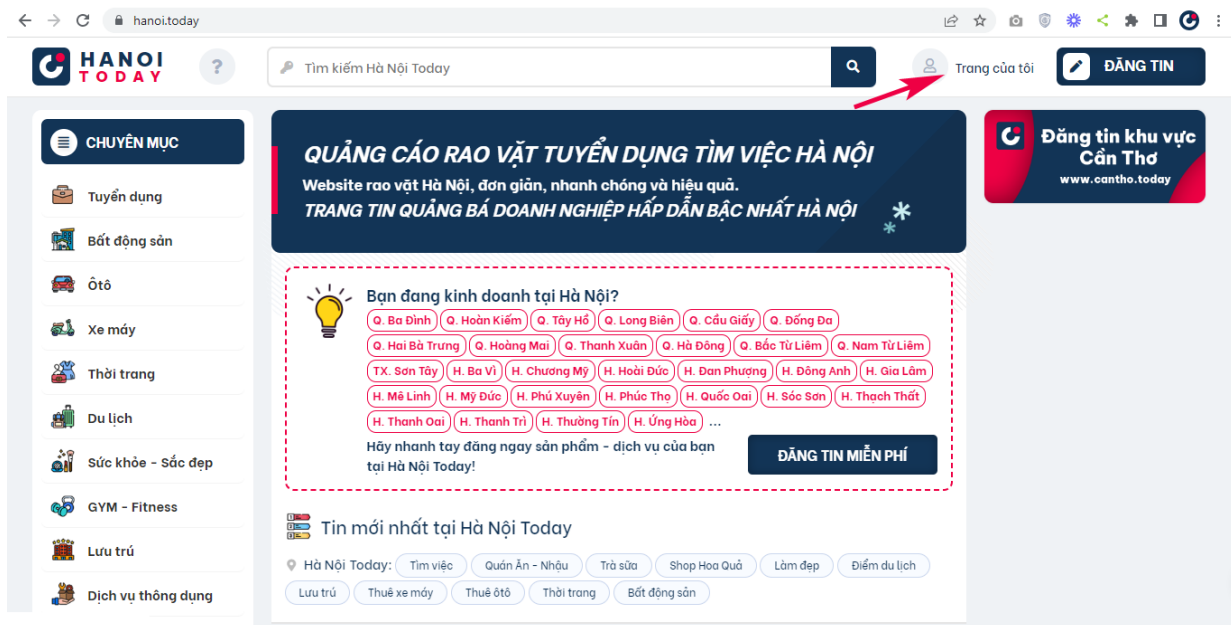 hanoi.today
HANOI
TODAY
?
Tìm kiếm Hà Nội Today
Trang của tôi
ĐĂNG TIN
CHUYÊN MỤC
Tuyển dụng
Bất động sản
Ôtô
Xe máy
Thời trang
Du lịch
Sức khỏe - Sắc đẹp
GYM - Fitness
Lưu trú
Dịch vụ thông dụng
QUẢNG CÁO RAO VẶT TUYỂN DỤNG TÌM VIỆC HÀ NỘI
Website rao vặt Hà Nội, đơn giản, nhanh chóng và hiệu quả.
TRANG TIN QUẢNG BÁ DOANH NGHIỆP HẤP DẪN BẬC NHẤT HÀ NỘI
Bạn đang kinh doanh tại Hà Nội?
Q. Ba Đình Q. Hoàn Kiếm Q. Tây Hồ Q. Long Biên Q. Cầu Giấy Q. Đống Đa
Q. Hai Bà Trưng Q. Hoàng Mai Q. Thanh Xuân Q. Hà Đông Q. Bắc Từ Liêm Q. Nam Từ Liêm
TX. Sơn Tây H. Ba Vì H. Chương Mỹ H. Hoài Đức H. Đan Phượng H. Đông Anh H. Gia Lâm
H. Mê Linh H. Mỹ Đức H. Phú Xuyên H. Phúc Thọ H. Quốc Oai H. Sóc Sơn H. Thạch Thất
H. Thanh Oai H. Thanh Trì H. Thường Tín H. Ứng Hòa ...
Hãy nhanh tay đăng ngay sản phẩm - dịch vụ của bạn
tại Hà Nội Today!
ĐĂNG TIN MIỄN PHÍ
Tin mới nhất tại Hà Nội Today
Hà Nội Today: Tìm việc Quán Ăn - Nhậu Trà sữa Shop Hoa Quả Làm đẹp Điểm du lịch
Lưu trú Thuê xe máy Thuê ôtô Thời trang Bất động sản
Đăng tin khu vực
Cần Thơ
www.cantho.today